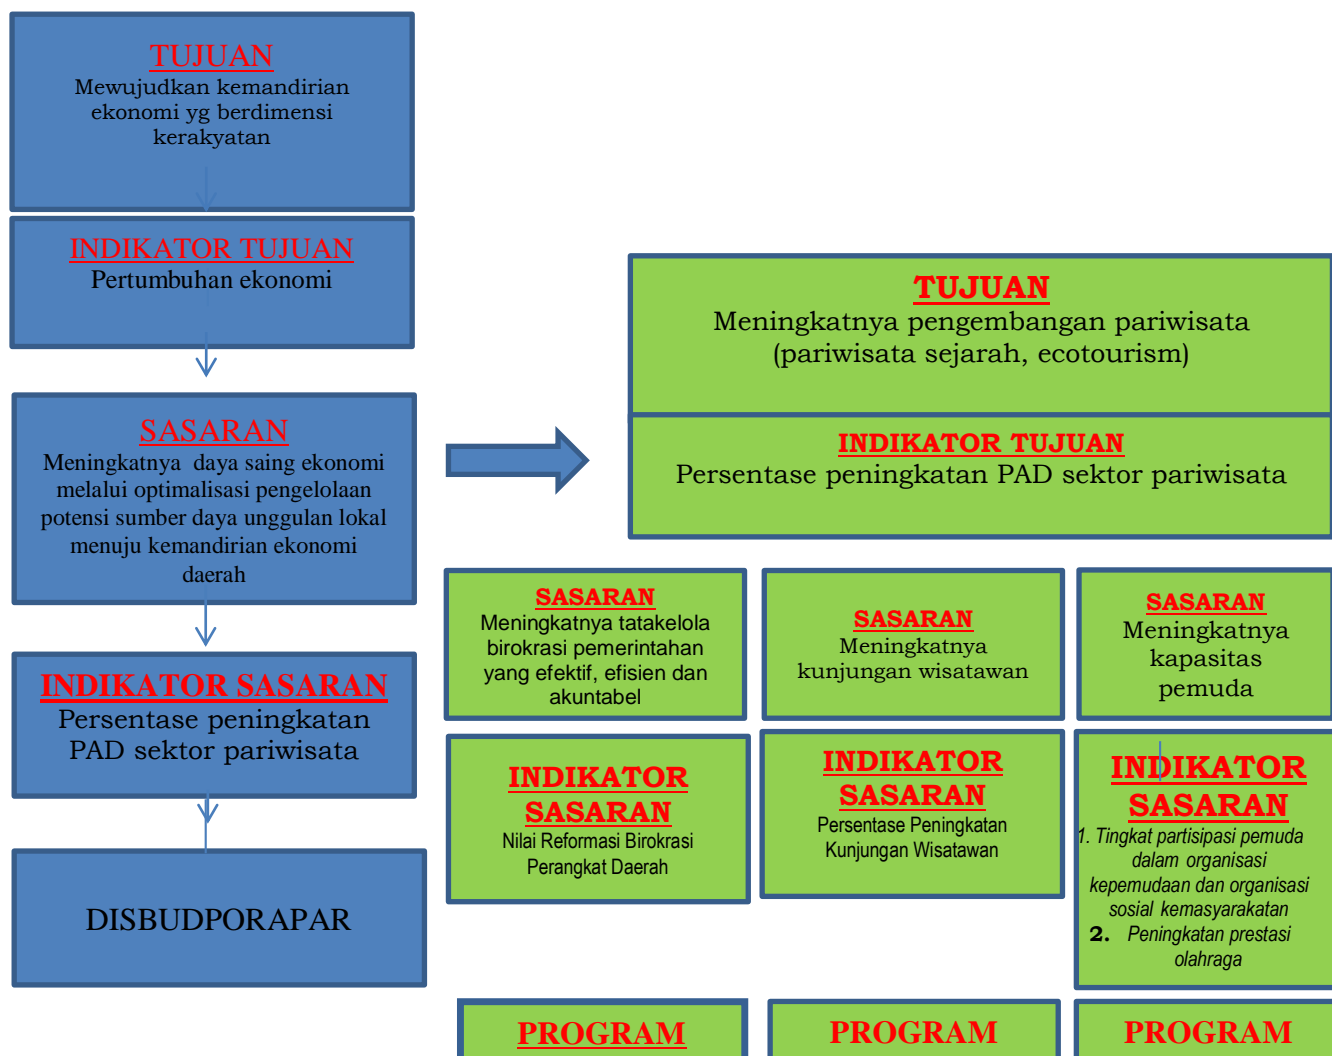 TUJUAN
Mewujudkan kemandirian
ekonomi yg berdimensi
kerakyatan
INDIKATOR TUJUAN
Pertumbuhan ekonomi
SASARAN
Meningkatnya daya saing ekonomi
melalui optimalisasi pengelolaan
potensi sumber daya unggulan lokal
menuju kemandirian ekonomi
daerah
INDIKATOR SASARAN
Persentase peningkatan
PAD sektor pariwisata
DISBUDPORAPAR
TUJUAN
Meningkatnya pengembangan pariwisata
(pariwisata sejarah, ecotourism)
INDIKATOR TUJUAN
Persentase peningkatan PAD sektor pariwisata
SASARAN
Meningkatnya tatakelola
birokrasi pemerintahan
yang efektif, efisien dan
akuntabel
SASARAN
Meningkatnya
kunjungan wisatawan
SASARAN
Meningkatnya
kapasitas
pemuda
INDIKATOR
SASARAN
Nilai Reformasi Birokrasi
Perangkat Daerah
INDIKATOR
SASARAN
Persentase Peningkatan
Kunjungan Wisatawan
INDIKATOR
SASARAN
1. Tingkat partisipasi pemuda
dalam organisasi
kepemudaan dan organisasi
sosial kemasyarakatan
2. Peningkatan prestasi
olahraga
PROGRAM
PROGRAM
PROGRAM